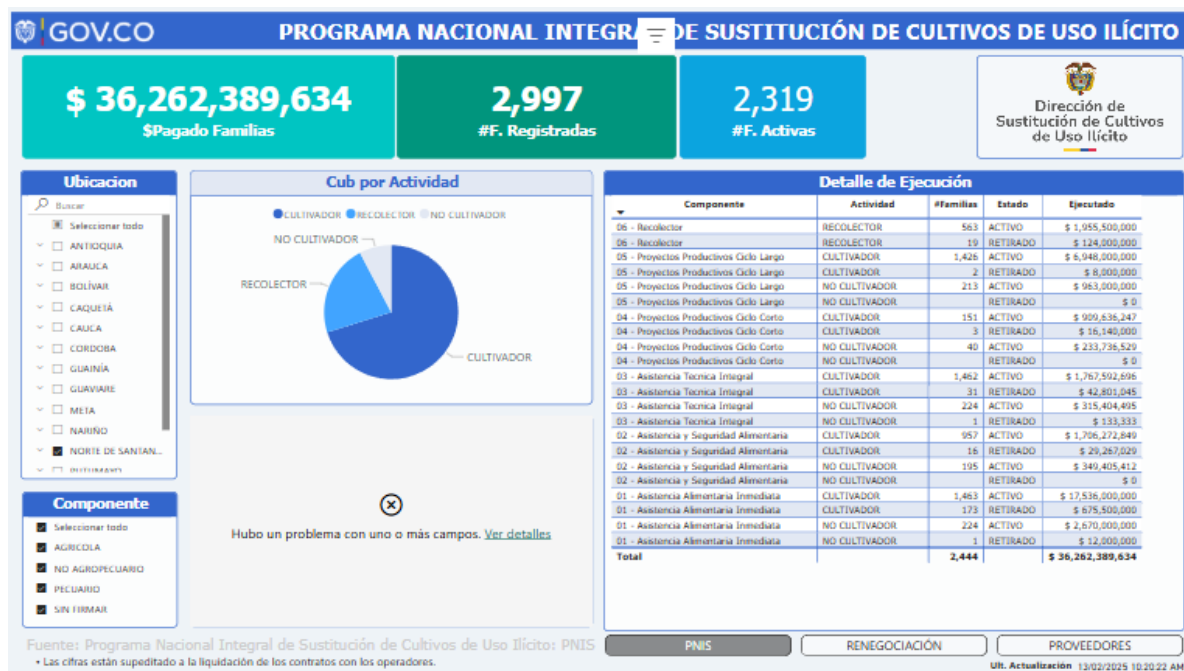 GOV.CO
PROGRAMA NACIONAL INTEGRA DE SUSTITUCIÓN DE CULTIVOS DE USO ILÍCITO
$ 36,262,389,634
$Pagado Familias
2,997
#F. Registradas
2,319
#F. Activas
Dirección de
Sustitución de Cultivos
de Uso Ilícito
Ubicacion
Buscar
Seleccionar todo
ANTIOQUIA
ARAUCA
BOLÍVAR
CAQUETÁ
CAUCA
CORDOBA
GUAINÍA
GUAVIARE
META
NARIÑO
NORTE DE SANTAN...
PUTUMAYO
Componente
Seleccionar todo
AGRICOLA
NO AGROPECUARIO
PECUARIO
SIN FIRMAR
Cub por Actividad
CULTIVADOR RECOLECTOR NO CULTIVADOR
NO CULTIVADOR
RECOLECTOR
CULTIVADOR
Hubo un problema con uno o más campos. Ver detalles
Detalle de Ejecución
Componente Actividad #Familias Estado Ejecutado
06 - Recolector RECOLECTOR 563 ACTIVO $ 1,955,500,000
06 - Recolector RECOLECTOR 19 RETIRADO $ 124,000,000
05 - Proyectos Productivos Ciclo Largo CULTIVADOR 1,426 ACTIVO $ 6,948,000,000
05 - Proyectos Productivos Ciclo Largo CULTIVADOR 2 RETIRADO $ 8,000,000
05 - Proyectos Productivos Ciclo Largo NO CULTIVADOR 213 ACTIVO $ 963,000,000
05 - Proyectos Productivos Ciclo Largo NO CULTIVADOR RETIRADO $ 0
04 - Proyectos Productivos Ciclo Corto CULTIVADOR 151 ACTIVO $ 909,636,247
04 - Proyectos Productivos Ciclo Corto CULTIVADOR 3 RETIRADO $ 16,140,000
04 - Proyectos Productivos Ciclo Corto NO CULTIVADOR 40 ACTIVO $ 233,736,529
04 - Proyectos Productivos Ciclo Corto NO CULTIVADOR RETIRADO $ 0
03 - Asistencia Tecnica Integral CULTIVADOR 1,462 ACTIVO $ 1,767,592,696
03 - Asistencia Tecnica Integral CULTIVADOR 31 RETIRADO $ 42,801,045
03 - Asistencia Tecnica Integral NO CULTIVADOR 224 ACTIVO $ 315,404,495
03 - Asistencia Tecnica Integral NO CULTIVADOR 1 RETIRADO $ 133,333
02 - Asistencia y Seguridad Alimentaria CULTIVADOR 957 ACTIVO $ 1,706,272,849
02 - Asistencia y Seguridad Alimentaria CULTIVADOR 16 RETIRADO $ 29,267,029
02 - Asistencia y Seguridad Alimentaria NO CULTIVADOR 195 ACTIVO $ 349,405,412
02 - Asistencia y Seguridad Alimentaria NO CULTIVADOR RETIRADO $ 0
01 - Asistencia Alimentaria Inmediata CULTIVADOR 1,463 ACTIVO $ 17,536,000,000
01 - Asistencia Alimentaria Inmediata CULTIVADOR 173 RETIRADO $ 675,500,000
01 - Asistencia Alimentaria Inmediata NO CULTIVADOR 224 ACTIVO $ 2,670,000,000
01 - Asistencia Alimentaria Inmediata NO CULTIVADOR 1 RETIRADO $ 12,000,000
Total 2,444 $ 36,262,389,634
Fuente: Programa Nacional Integral de Sustitución de Cultivos de Uso Ilícito: PNIS
• Las cifras están supeditado a la liquidación de los contratos con los operadores.
PNIS
RENEGOCIACIÓN
PROVEEDORES
Ult. Actualización 13/02/2025 10:20:22 AM